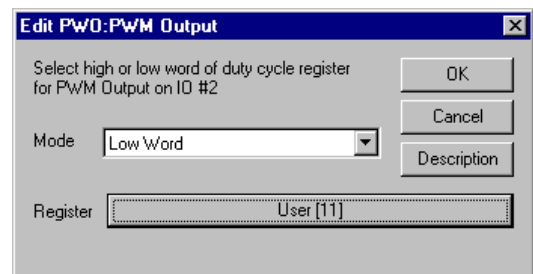 Edit PWO:PWM Output
Select high or low word of duty cycle register
for PWM Output on IO #2
OK
Cancel
Mode
Low Word
Description
Register
User [11]